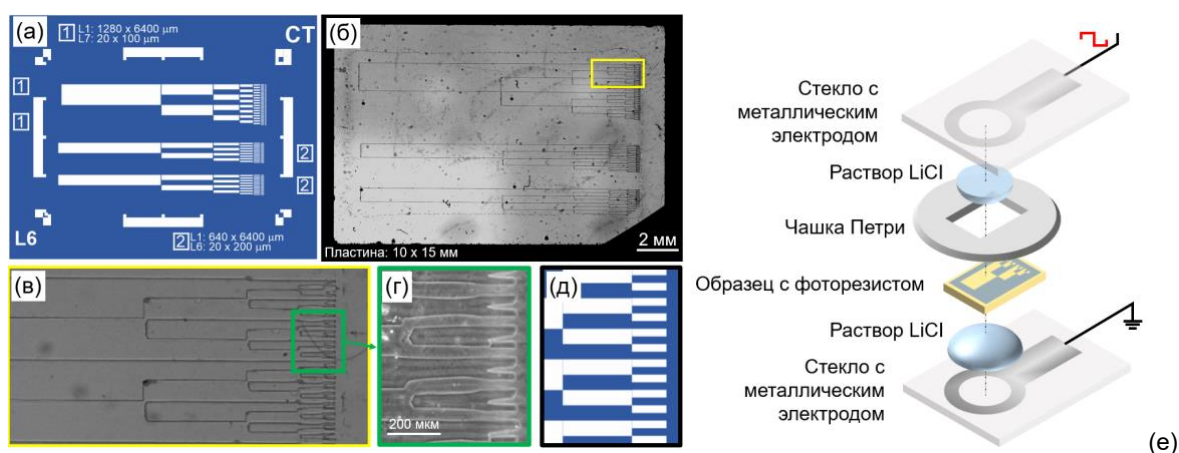 (а)
1 L1: 1280 x 6400 μm
L7: 20 x 100 μm
CT
1
1
2
2
L6
2 L1: 640 x 6400 μm
L6: 20 x 200 μm
(б)
2 мм
Пластина: 10 x 15 мм
(в)
(г)
200 мкм
(д)
Стекло с
металлическим
электродом
Раствор LiCl
Чашка Петри
Образец с фоторезистом
Раствор LiCl
Стекло с
металлическим
электродом
(е)